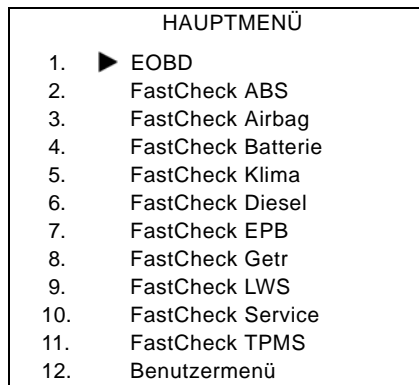 HAUPTMENÜ
1. ▶ EOBD
2. FastCheck ABS
3. FastCheck Airbag
4. FastCheck Batterie
5. FastCheck Klima
6. FastCheck Diesel
7. FastCheck EPB
8. FastCheck Getr
9. FastCheck LWS
10. FastCheck Service
11. FastCheck TPMS
12. Benutzermenü